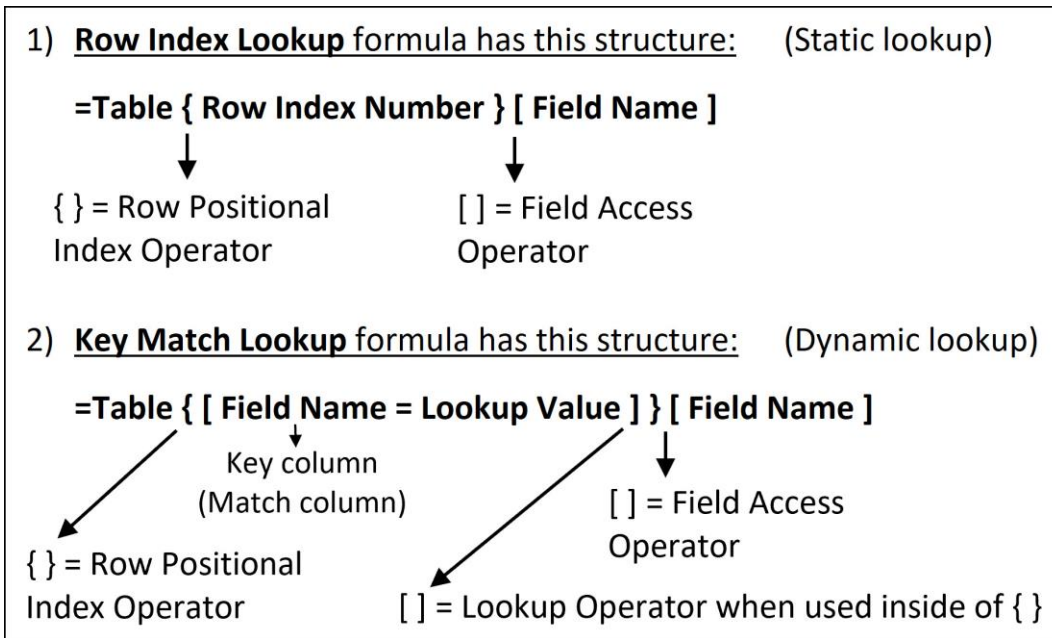 1) Row Index Lookup formula has this structure: (Static lookup)
=Table { Row Index Number } [ Field Name ]
{ } = Row Positional
Index Operator
[ ] = Field Access
Operator
2) Key Match Lookup formula has this structure: (Dynamic lookup)
=Table { [ Field Name = Lookup Value ] } [ Field Name ]
Key column
(Match column)
[ ] = Field Access
Operator
{ } = Row Positional
Index Operator
[ ] = Lookup Operator when used inside of { }